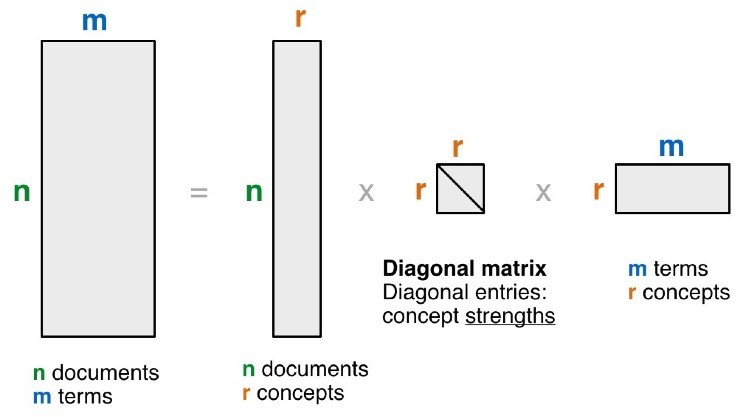 m
r
n
=
n
x
r
r
x
m
r
Diagonal matrix
Diagonal entries:
concept strengths
m terms
r concepts
n documents
m terms
n documents
r concepts